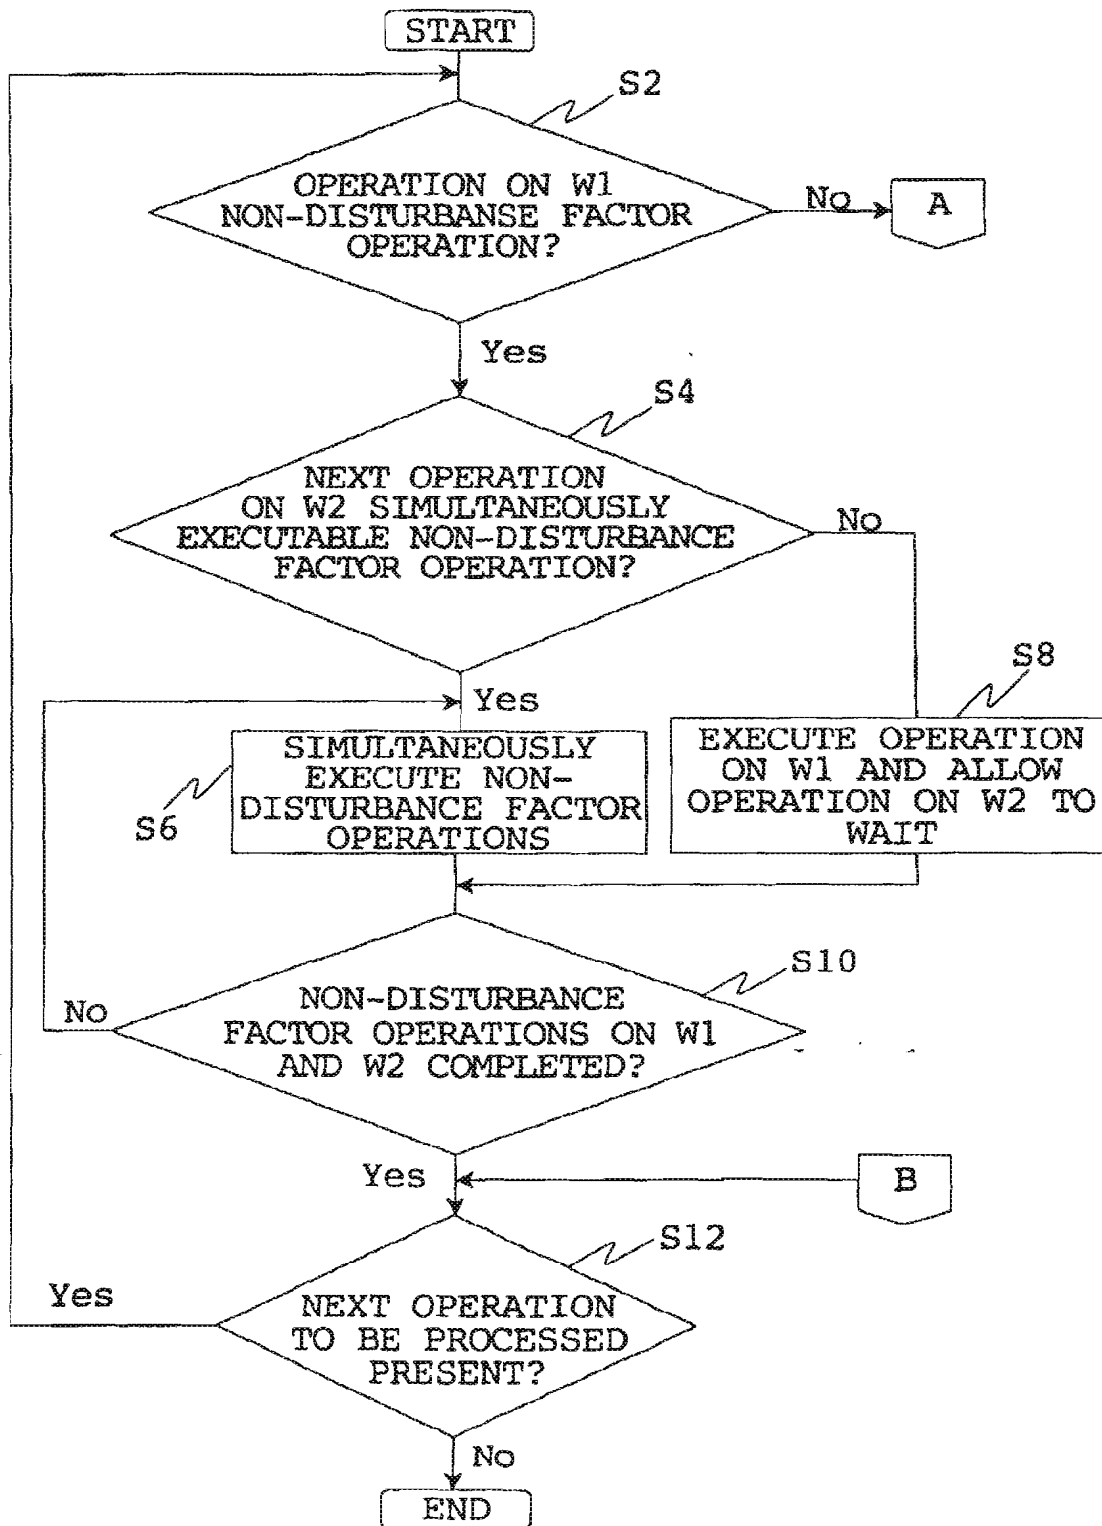 START
S2
OPERATION ON W1
NON-DISTURBANSE FACTOR
OPERATION?
No
A
Yes
S4
NEXT OPERATION
ON W2 SIMULTANEOUSLY
EXECUTABLE NON-DISTURBANCE
FACTOR OPERATION?
No
Yes
S8
SIMULTANEOUSLY
EXECUTE NON-
DISTURBANCE FACTOR
OPERATIONS
S6
EXECUTE OPERATION
ON W1 AND ALLOW
OPERATION ON W2 TO
WAIT
S10
NON-DISTURBANCE
FACTOR OPERATIONS ON W1
AND W2 COMPLETED?
No
Yes
B
S12
NEXT OPERATION
TO BE PROCESSED
PRESENT?
Yes
No
END